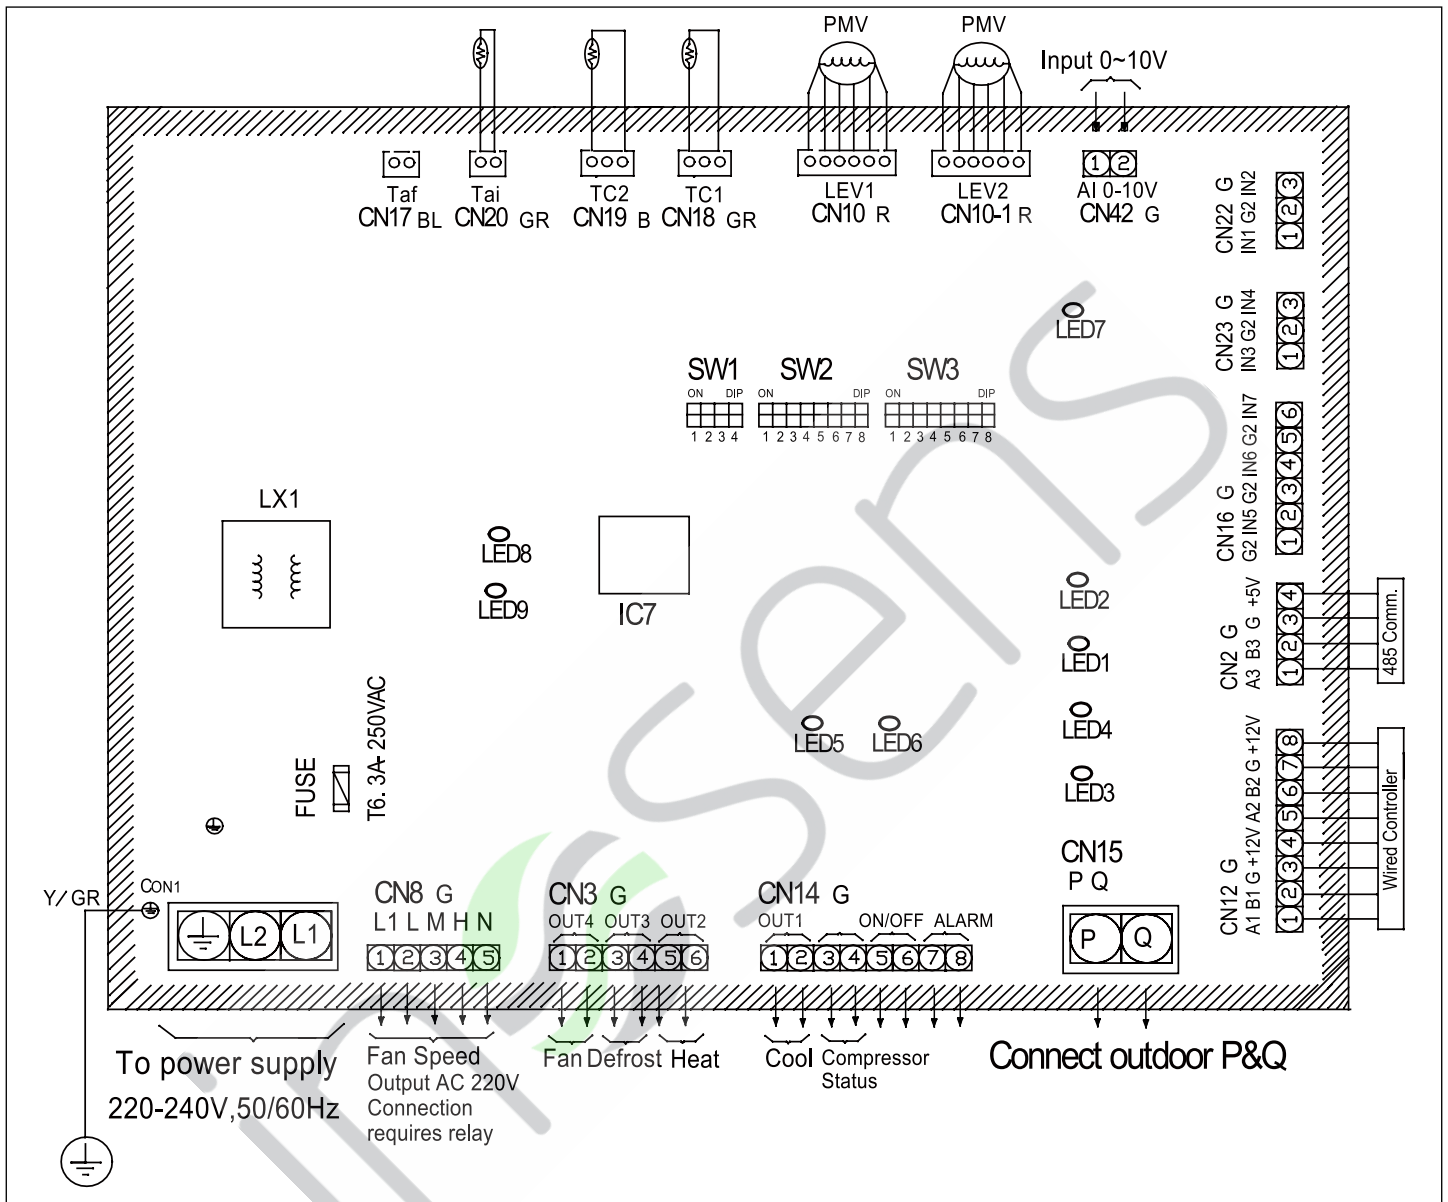 PMV PMV
Input 0~10V
Taf Tai TC2 TC1 LEV1 LEV2 AI 0-10V
CN17 BL CN20 GR CN19 B CN18 GR CN10 R CN10-1 R CN42 G
1 2
CN22 G
IN1 G2 IN2
1 2 3
LED7
CN23 G
IN3 G2 IN4
1 2 3
SW1 SW2 SW3
ON DIP ON DIP ON DIP
1 2 3 4 1 2 3 4 5 6 7 8 1 2 3 4 5 6 7 8
CN16 G
G2 IN5 G2 IN6 G2 IN7
1 2 3 4 5 6
LX1
LED8
LED9
IC7
LED2
LED1
LED4
LED3
LED5 LED6
CN2 G
A3 B3 G +5V
1 2 3 4
485 Comm.
FUSE
T6. 3A- 250VAC
CN12 G
A1 B1 G +12V A2 B2 G +12V
1 2 3 4 5 6 7 8
Wired Controller
Y/ GR
CON1
L2 L1
CN8 G
L1 L M H N
1 2 3 4 5
CN3 G
OUT4 OUT3 OUT2
1 2 3 4 5 6
CN14 G
OUT1 ON/OFF ALARM
1 2 3 4 5 6 7 8
CN15
P Q
P Q
To power supply
220-240V,50/60Hz
Fan Speed
Output AC 220V
Connection
requires relay
Fan Defrost Heat
Cool Compressor
Status
Connect outdoor P&Q
insens